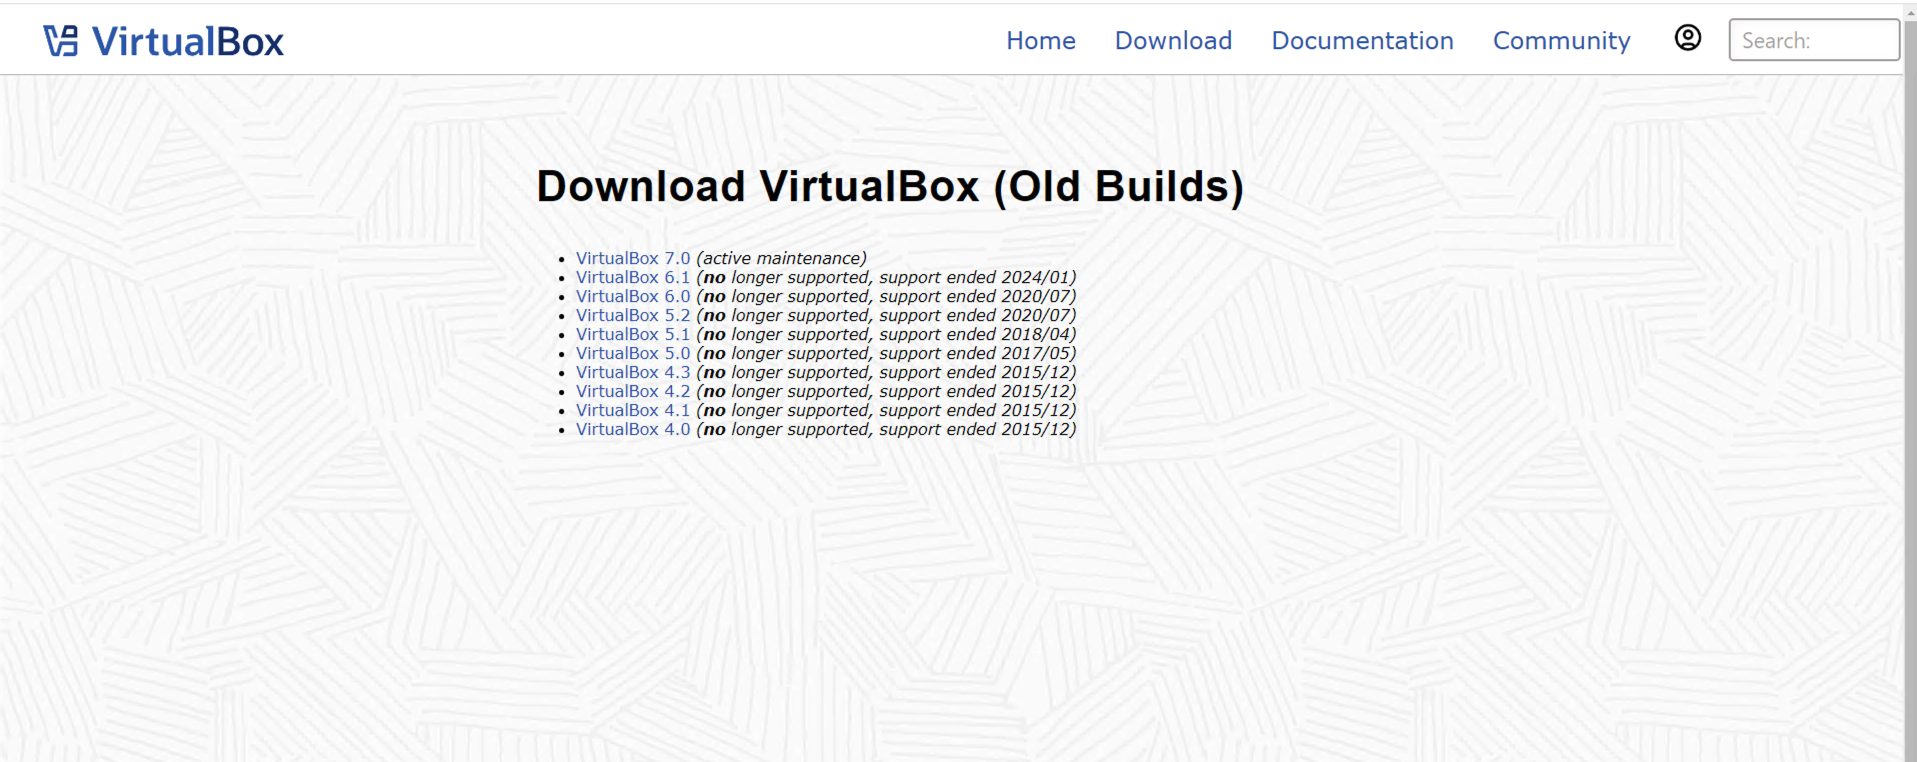 VirtualBox Home Download Documentation Community Search:
Download VirtualBox (Old Builds)
VirtualBox 7.0 (active maintenance)
VirtualBox 6.1 (no longer supported, support ended 2024/01)
VirtualBox 6.0 (no longer supported, support ended 2020/07)
VirtualBox 5.2 (no longer supported, support ended 2020/07)
VirtualBox 5.1 (no longer supported, support ended 2018/04)
VirtualBox 5.0 (no longer supported, support ended 2017/05)
VirtualBox 4.3 (no longer supported, support ended 2015/12)
VirtualBox 4.2 (no longer supported, support ended 2015/12)
VirtualBox 4.1 (no longer supported, support ended 2015/12)
VirtualBox 4.0 (no longer supported, support ended 2015/12)